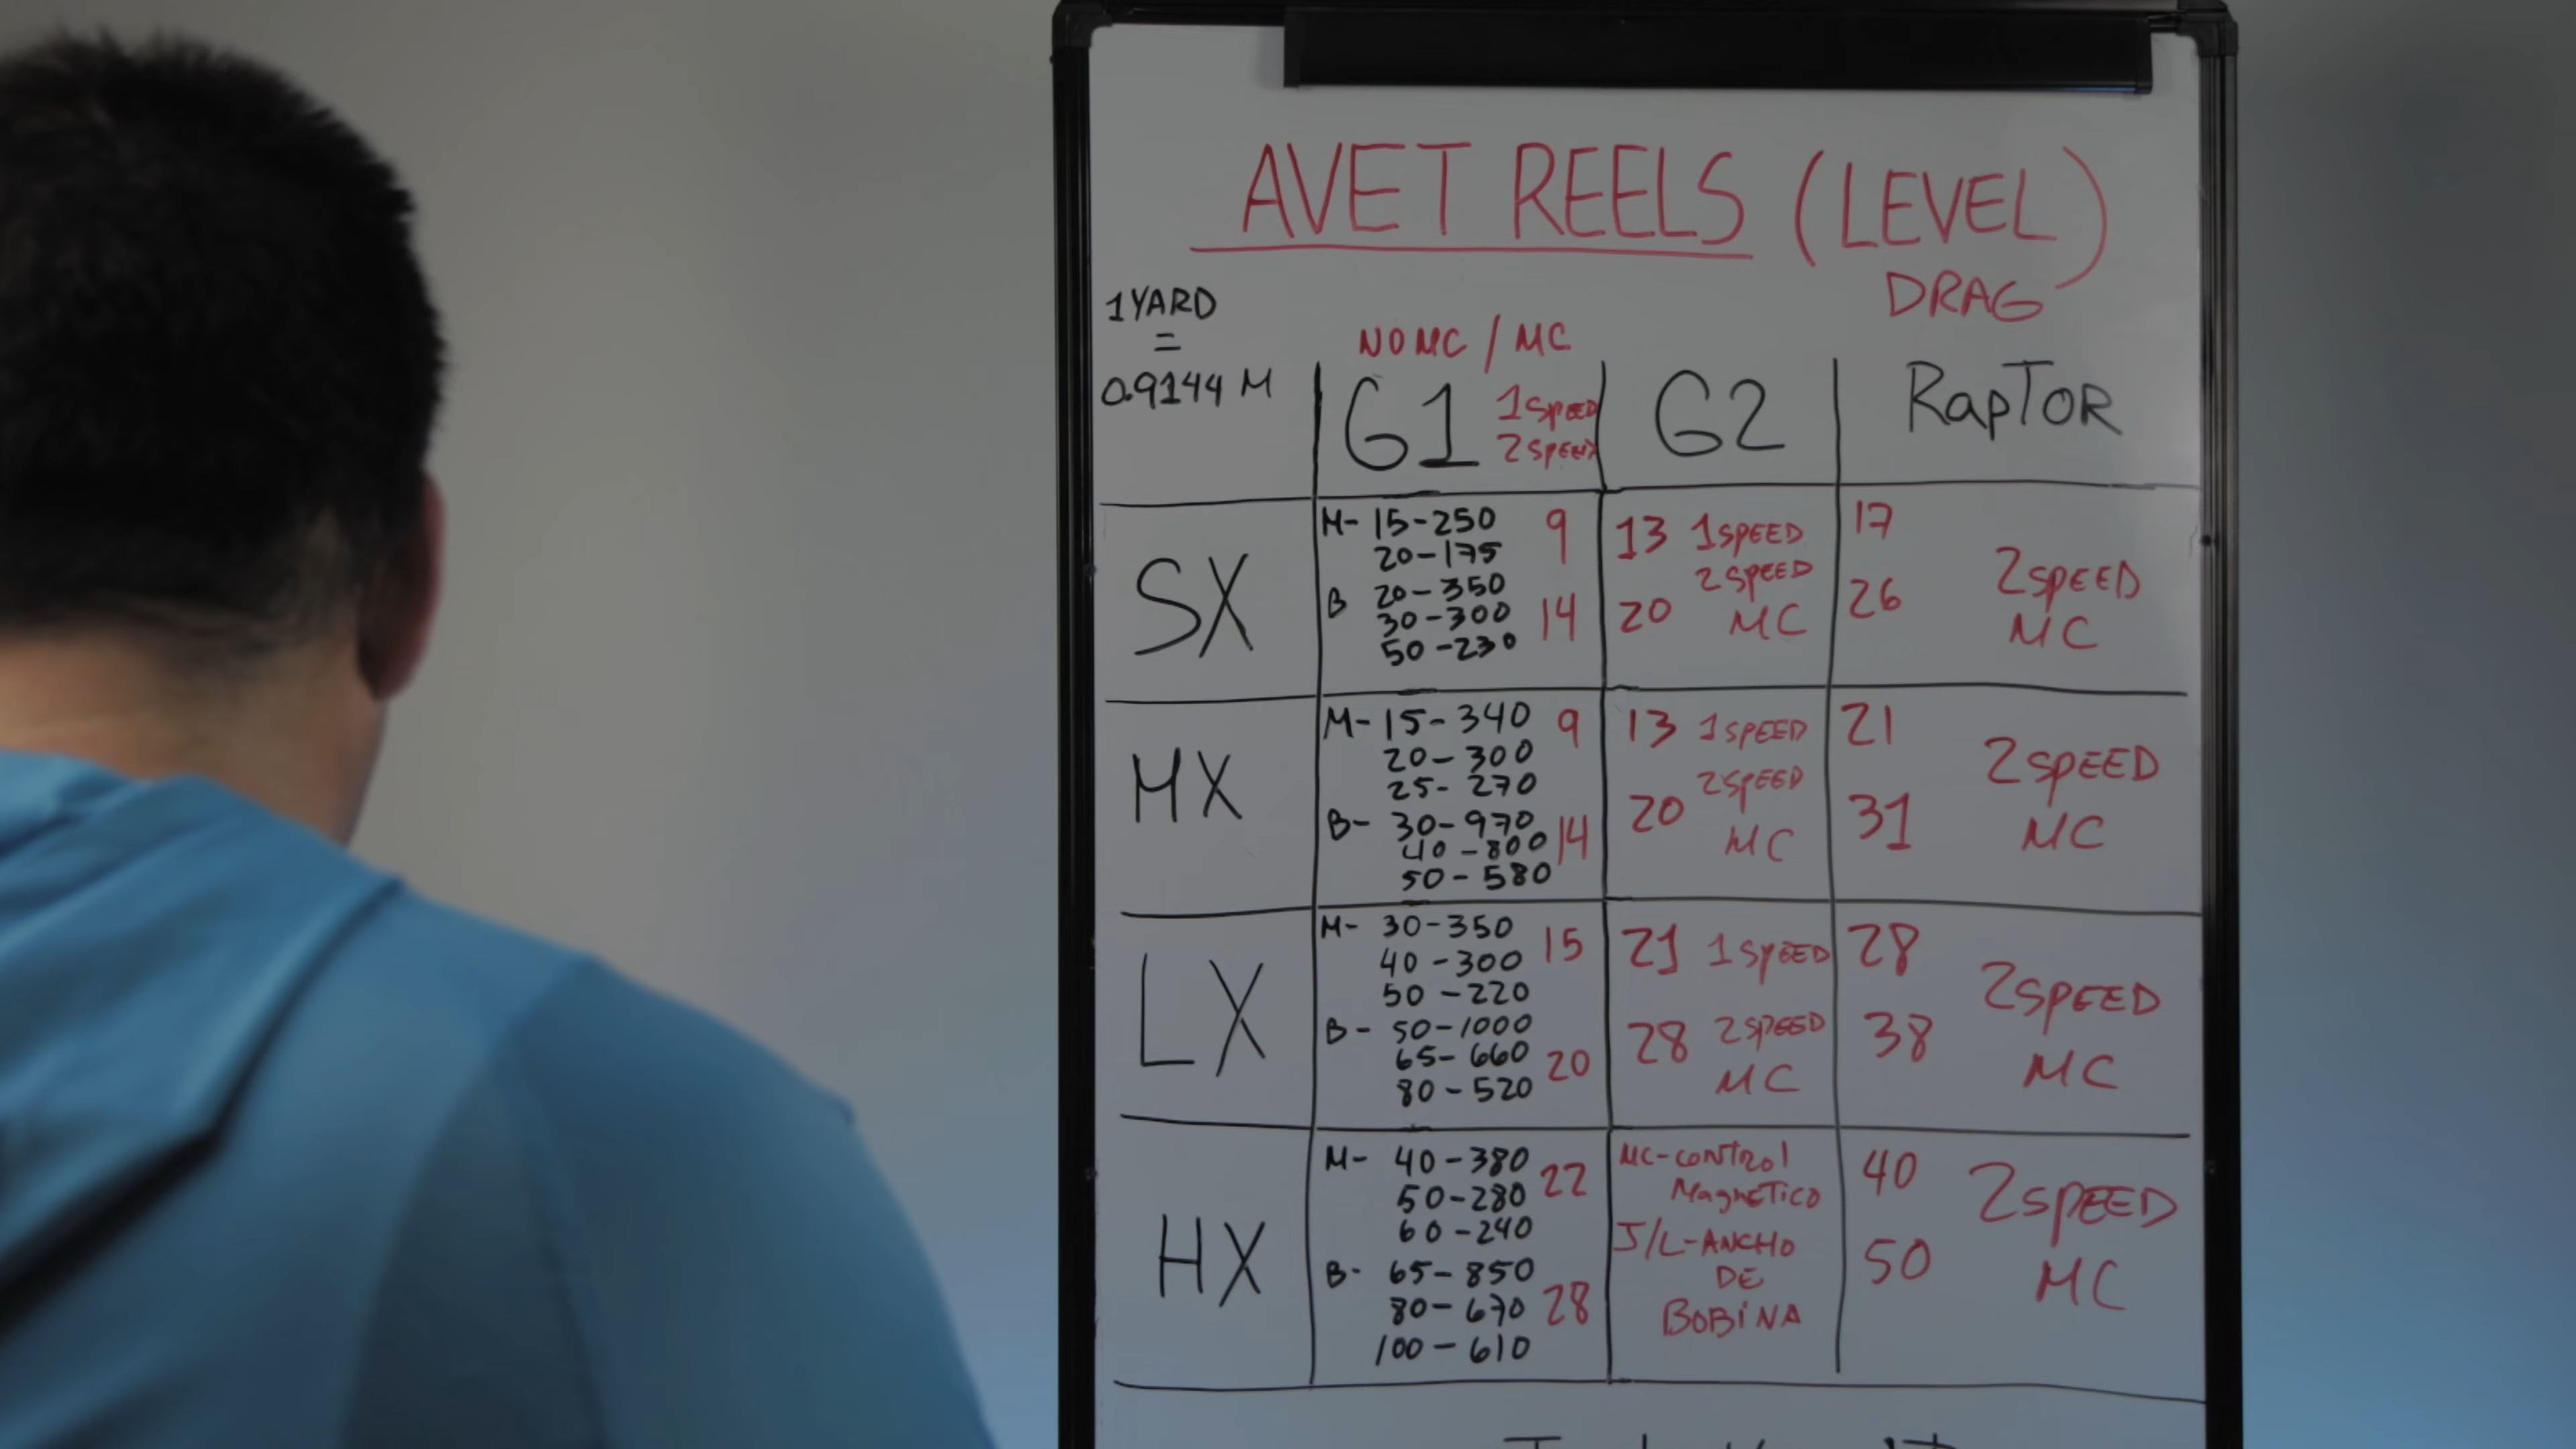 AVET REELS (LEVEL)
DRAG
1YARD
=
0.9144 M
NO MC / MC
G1 1SPEED
2SPEED
G2
RapTOR
SX
M- 15-250 9
20-175
B 20-350
30-300 14
50-230
13 1SPEED
2SPEED
20 MC
17
26
2SPEED
MC
MX
M- 15-340 9
20-300
25-270
B- 30-970
40-800 14
50-580
13 1SPEED
2SPEED
20
MC
21
31
2SPEED
MC
LX
M- 30-350 15
40-300
50-220
B- 50-1000
65-660 20
80-520
21 1SPEED
28 2SPEED
MC
28
38
2SPEED
MC
HX
M- 40-380 22
50-280
60-240
B- 65-850
80-670 28
100-610
MC-CONTROl
MagNETICO
J/L-ANCHO
DE
BOBiNA
40
50
2SPEED
MC